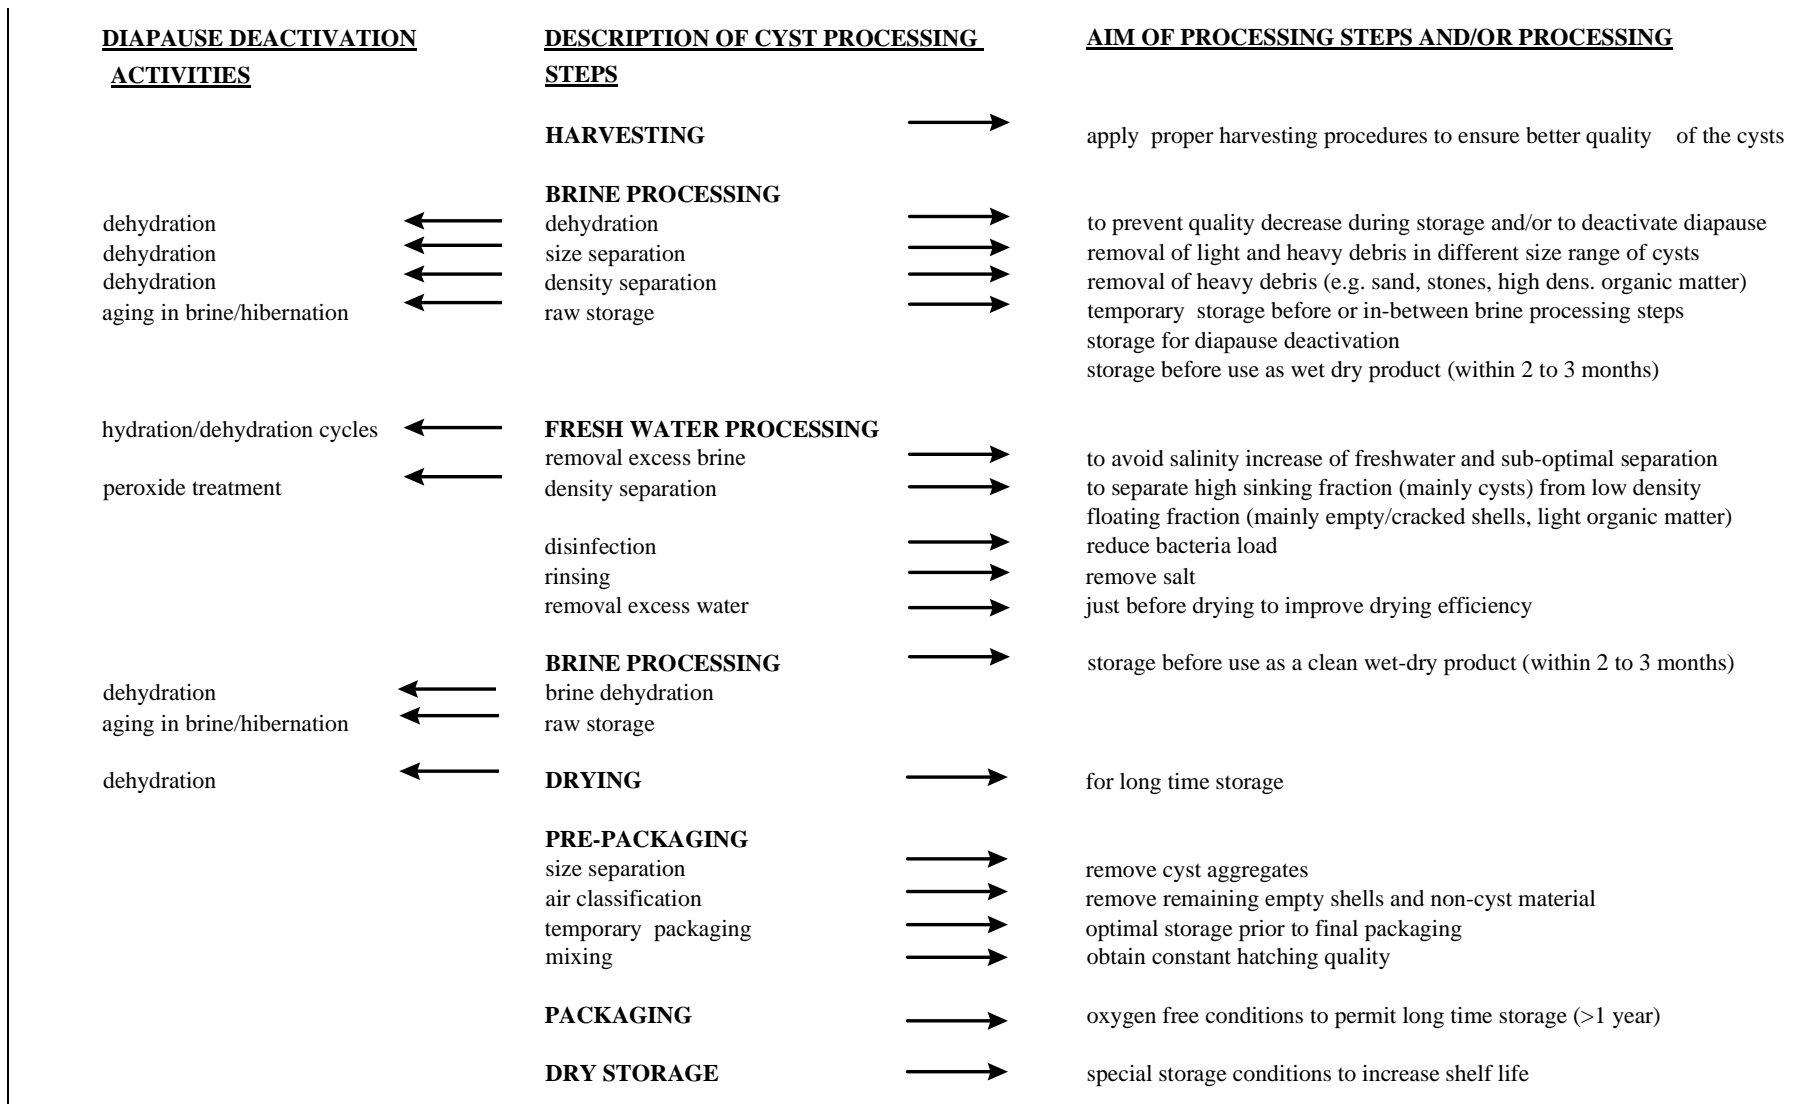 DIAPAUSE DEACTIVATION DESCRIPTION OF CYST PROCESSING AIM OF PROCESSING STEPS AND/OR PROCESSING
ACTIVITIES STEPS
HARVESTING apply proper harvesting procedures to ensure better quality of the cysts
BRINE PROCESSING
dehydration dehydration to prevent quality decrease during storage and/or to deactivate diapause
dehydration size separation removal of light and heavy debris in different size range of cysts
dehydration density separation removal of heavy debris (e.g. sand, stones, high dens. organic matter)
aging in brine/hibernation raw storage temporary storage before or in-between brine processing steps
storage for diapause deactivation
storage before use as wet dry product (within 2 to 3 months)
hydration/dehydration cycles FRESH WATER PROCESSING
removal excess brine to avoid salinity increase of freshwater and sub-optimal separation
peroxide treatment density separation to separate high sinking fraction (mainly cysts) from low density
floating fraction (mainly empty/cracked shells, light organic matter)
disinfection reduce bacteria load
rinsing remove salt
removal excess water just before drying to improve drying efficiency
BRINE PROCESSING storage before use as a clean wet-dry product (within 2 to 3 months)
dehydration brine dehydration
aging in brine/hibernation raw storage
dehydration DRYING for long time storage
PRE-PACKAGING
size separation remove cyst aggregates
air classification remove remaining empty shells and non-cyst material
temporary packaging optimal storage prior to final packaging
mixing obtain constant hatching quality
PACKAGING oxygen free conditions to permit long time storage (>1 year)
DRY STORAGE special storage conditions to increase shelf life